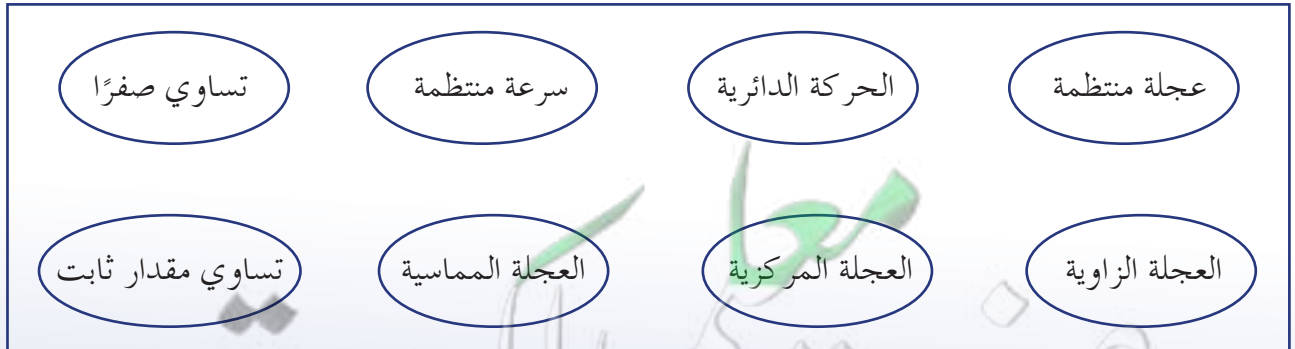 عجلة منتظمة الحركة الدائرية سرعة منتظمة تساوي صفرًا
العجلة الزاوية العجلة المركزية العجلة المماسية تساوي مقدار ثابت